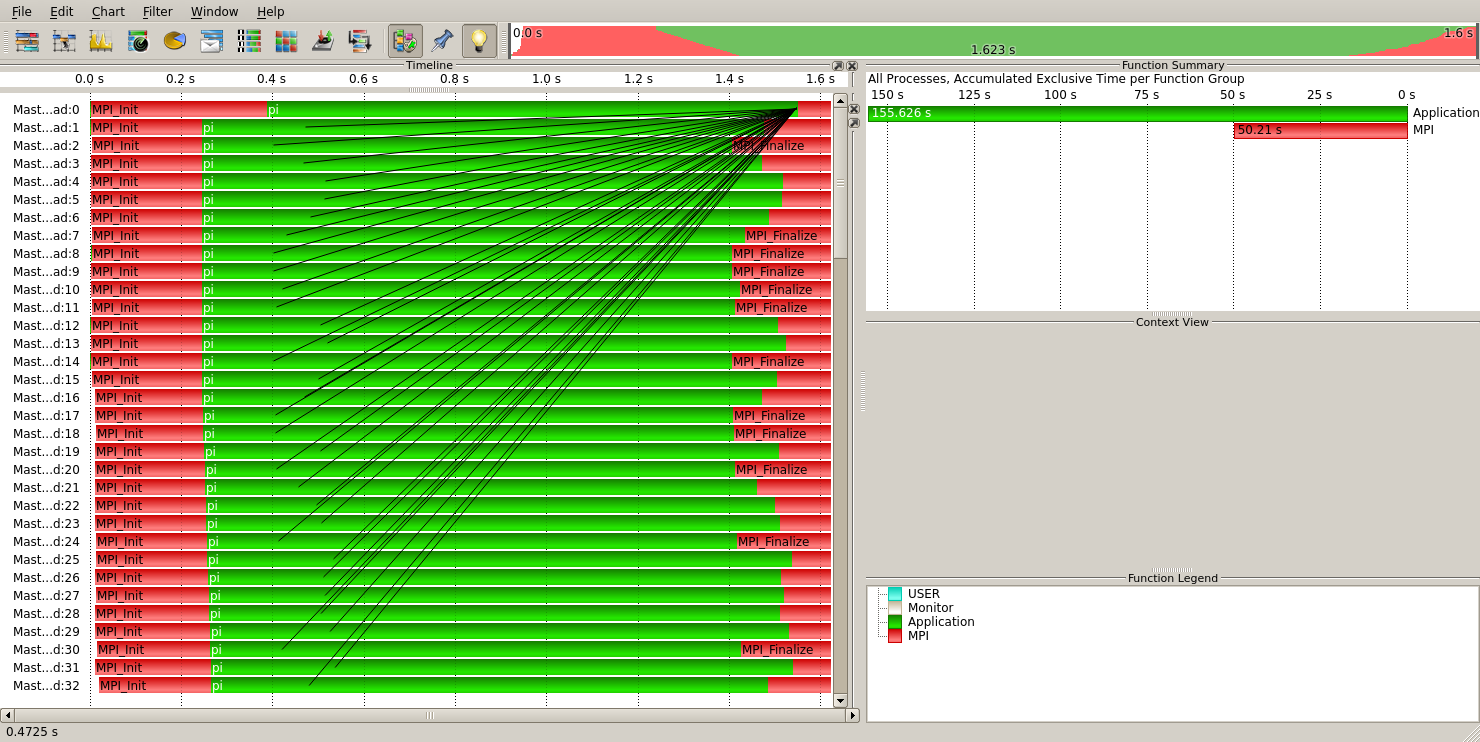 File Edit Chart Filter Window Help
0.0 s 1.6 s
1.623 s
Timeline
0.0 s 0.2 s 0.4 s 0.6 s 0.8 s 1.0 s 1.2 s 1.4 s 1.6 s
Mast...ad:0 MPI_Init pi
Mast...ad:1 MPI_Init pi
Mast...ad:2 MPI_Init pi MPI_Finalize
Mast...ad:3 MPI_Init pi
Mast...ad:4 MPI_Init pi
Mast...ad:5 MPI_Init pi
Mast...ad:6 MPI_Init pi
Mast...ad:7 MPI_Init pi MPI_Finalize
Mast...ad:8 MPI_Init pi MPI_Finalize
Mast...ad:9 MPI_Init pi MPI_Finalize
Mast...d:10 MPI_Init pi MPI_Finalize
Mast...d:11 MPI_Init pi MPI_Finalize
Mast...d:12 MPI_Init pi
Mast...d:13 MPI_Init pi
Mast...d:14 MPI_Init pi MPI_Finalize
Mast...d:15 MPI_Init pi
Mast...d:16 MPI_Init pi
Mast...d:17 MPI_Init pi MPI_Finalize
Mast...d:18 MPI_Init pi MPI_Finalize
Mast...d:19 MPI_Init pi
Mast...d:20 MPI_Init pi MPI_Finalize
Mast...d:21 MPI_Init pi
Mast...d:22 MPI_Init pi
Mast...d:23 MPI_Init pi
Mast...d:24 MPI_Init pi MPI_Finalize
Mast...d:25 MPI_Init pi
Mast...d:26 MPI_Init pi
Mast...d:27 MPI_Init pi
Mast...d:28 MPI_Init pi
Mast...d:29 MPI_Init pi
Mast...d:30 MPI_Init pi MPI_Finalize
Mast...d:31 MPI_Init pi
Mast...d:32 MPI_Init pi
Function Summary
All Processes, Accumulated Exclusive Time per Function Group
150 s 125 s 100 s 75 s 50 s 25 s 0 s
155.626 s Application
50.21 s MPI
Context View
Function Legend
USER
Monitor
Application
MPI
0.4725 s